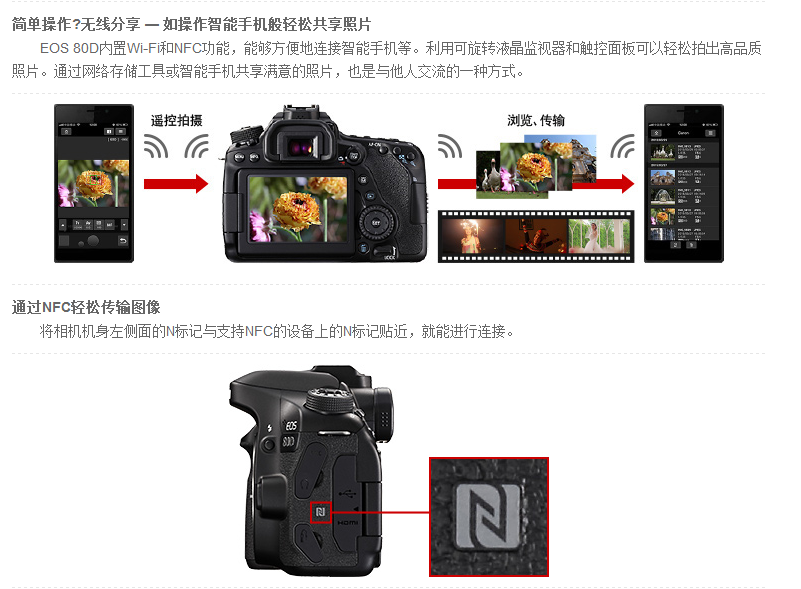 简单操作?无线分享 — 如操作智能手机般轻松共享照片
EOS 80D内置Wi-Fi和NFC功能，能够方便地连接智能手机等。利用可旋转液晶监视器和触控面板可以轻松拍出高品质
照片。通过网络存储工具或智能手机共享满意的照片，也是与他人交流的一种方式。
遥控拍摄
浏览、传输
Canon
通过NFC轻松传输图像
将相机机身左侧面的N标记与支持NFC的设备上的N标记贴近，就能进行连接。
EOS
80D
HDMI